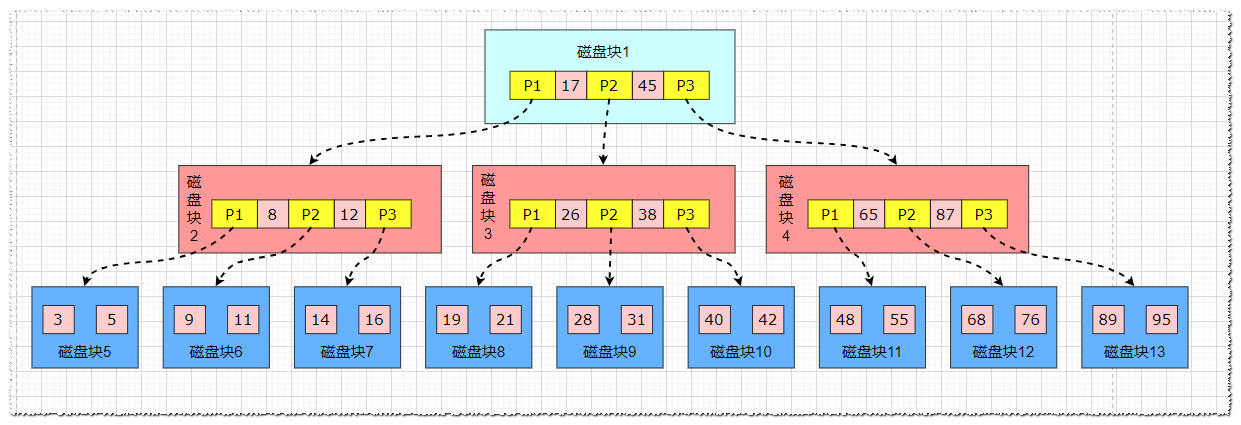 磁盘块1
P1 17 P2 45 P3
磁盘块2
P1 8 P2 12 P3
磁盘块3
P1 26 P2 38 P3
磁盘块4
P1 65 P2 87 P3
3 5
磁盘块5
9 11
磁盘块6
14 16
磁盘块7
19 21
磁盘块8
28 31
磁盘块9
40 42
磁盘块10
48 55
磁盘块11
68 76
磁盘块12
89 95
磁盘块13